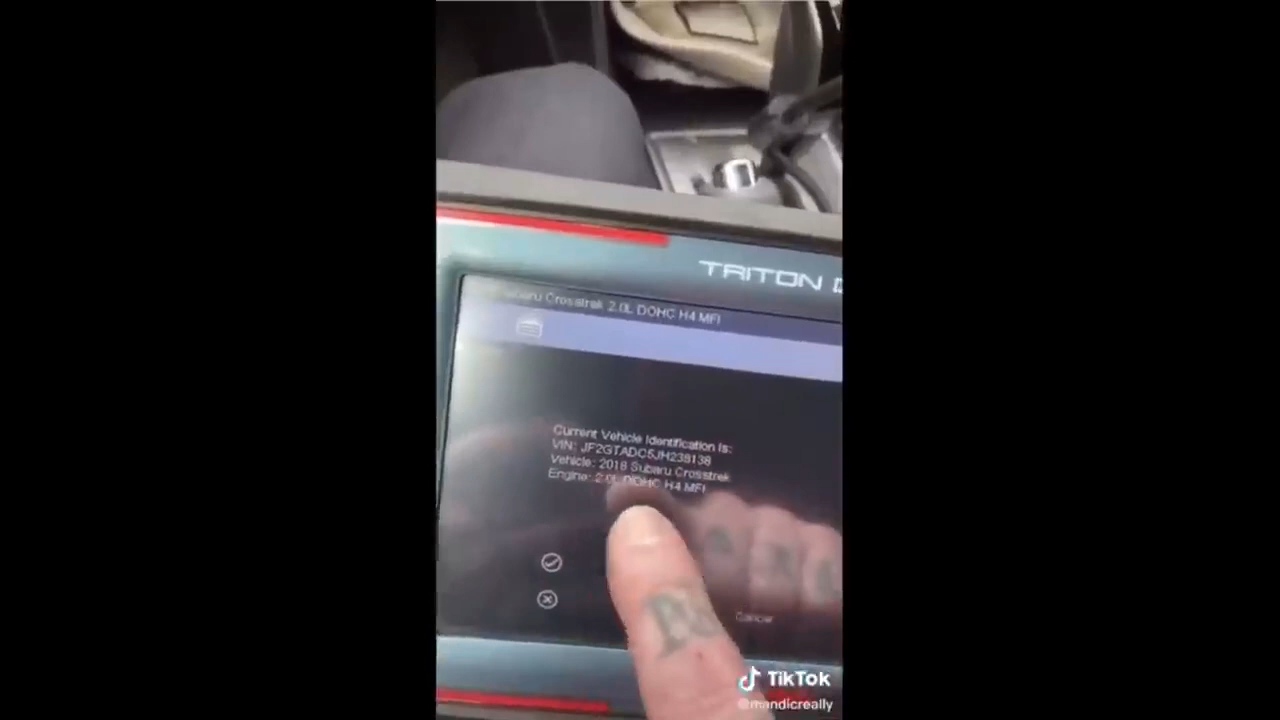 TRITON
Subaru Crosstrek 2.0L DOHC H4 MFI
Current Vehicle Identification Is:
VIN: JF2GTADC5JH238138
Vehicle: 2018 Subaru Crosstrek
Engine: 2.0L DOHC H4 MFI
Cancel
TikTok
@mandicreally